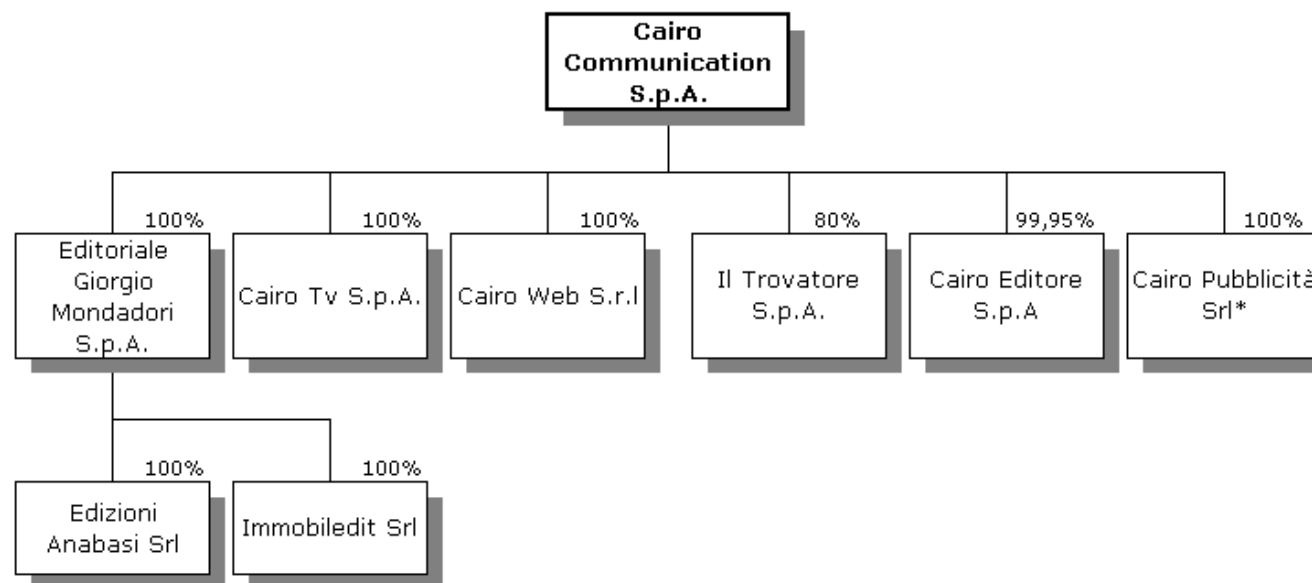 Cairo
Communication
S.p.A.
100%
100%
100%
80%
99,95%
100%
Editoriale
Giorgio
Mondadori
S.p.A.
Cairo Tv S.p.A.
Cairo Web S.r.l
Il Trovatore
S.p.A.
Cairo Editore
S.p.A
Cairo Pubblicità
Srl*
100%
100%
Edizioni
Anabasi Srl
Immobiledit Srl